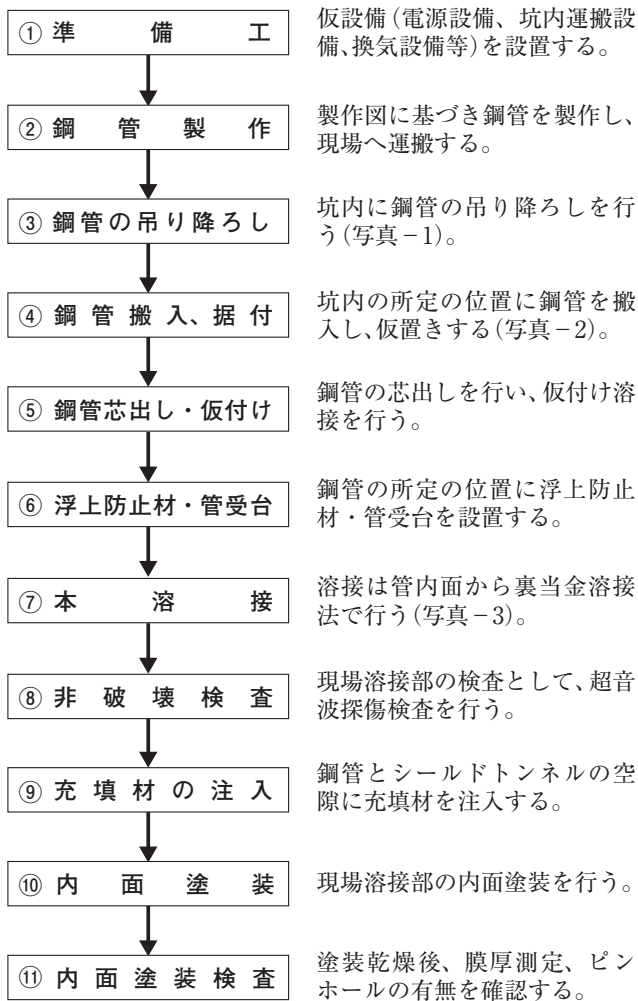 ①準備工
仮設備(電源設備、坑内運搬設
備、換気設備等)を設置する。
②鋼管製作
製作図に基づき鋼管を製作し、
現場へ運搬する。
③鋼管の吊り降ろし
坑内に鋼管の吊り降ろしを行
う(写真−1)。
④鋼管搬入、据付
坑内の所定の位置に鋼管を搬
入し、仮置きする(写真−2)。
⑤鋼管芯出し・仮付け
鋼管の芯出しを行い、仮付け溶
接を行う。
⑥浮上防止材・管受台
鋼管の所定の位置に浮上防止
材・管受台を設置する。
⑦本溶接
溶接は管内面から裏当金溶接
法で行う(写真−3)。
⑧非破壊検査
現場溶接部の検査として、超音
波探傷検査を行う。
⑨充填材の注入
鋼管とシールドトンネルの空
隙に充填材を注入する。
⑩内面塗装
現場溶接部の内面塗装を行う。
⑪内面塗装検査
塗装乾燥後、膜厚測定、ピン
ホールの有無を確認する。